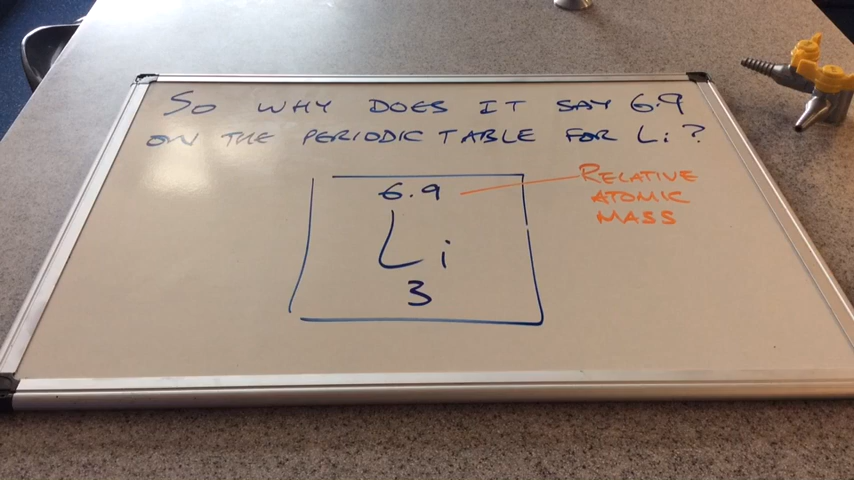 SO WHY DOES IT SAY 6.9
ON THE PERIODIC TABLE FOR Li?
6.9
RELATIVE
ATOMIC
MASS
Li
3